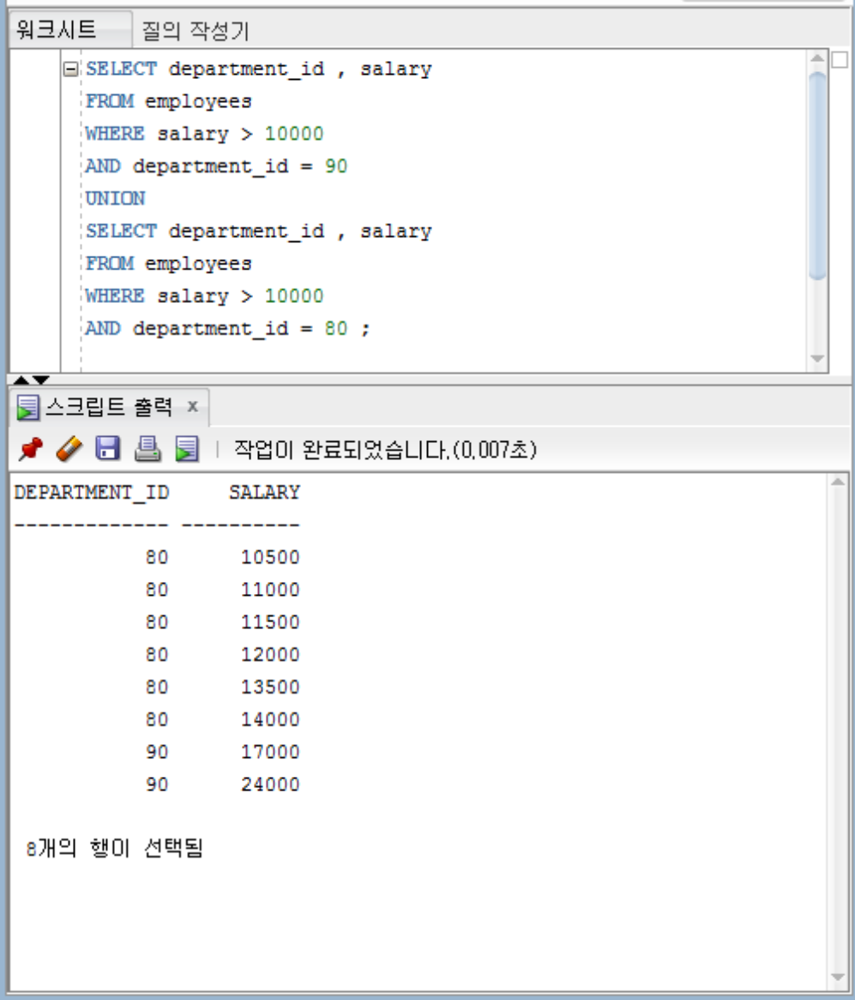 워크시트 질의 작성기
SELECT department_id , salary
FROM employees
WHERE salary > 10000
AND department_id = 90
UNION
SELECT department_id , salary
FROM employees
WHERE salary > 10000
AND department_id = 80 ;
스크립트 출력 x
작업이 완료되었습니다.(0,007초)
DEPARTMENT_ID SALARY
------------- ----------
80 10500
80 11000
80 11500
80 12000
80 13500
80 14000
90 17000
90 24000
8개의 행이 선택됨